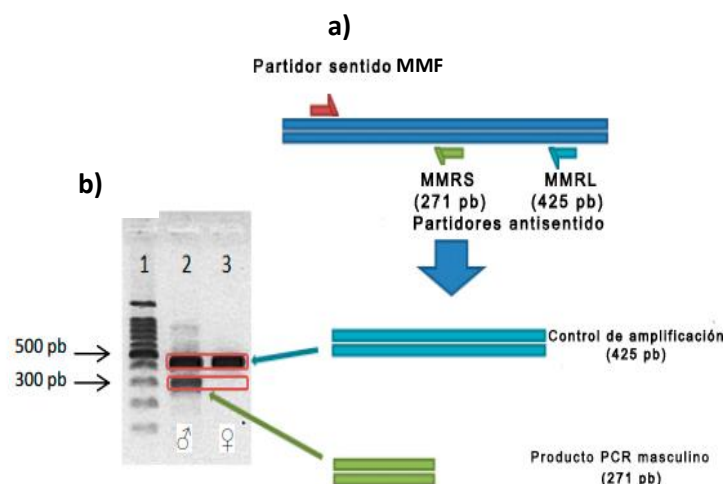 a)
Partidor sentido MMF
MMRS
(271 pb)
MMRL
(425 pb)
Partidores antisentido
b)
1 2 3
500 pb
300 pb
♂ ♀
Control de amplificación
(425 pb)
Producto PCR masculino
(271 pb)